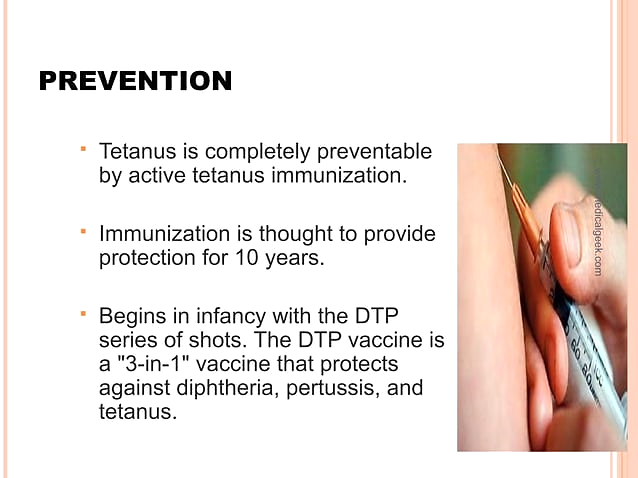 PREVENTION
Tetanus is completely preventable
by active tetanus immunization.
Immunization is thought to provide
protection for 10 years.
Begins in infancy with the DTP
series of shots. The DTP vaccine is
a "3-in-1" vaccine that protects
against diphtheria, pertussis, and
tetanus.
edicalgeek.com